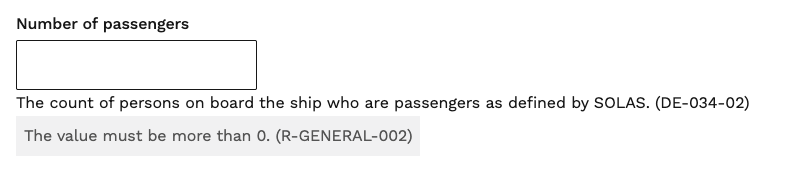 Number of passengers
The count of persons on board the ship who are passengers as defined by SOLAS. (DE-034-02)
The value must be more than 0. (R-GENERAL-002)